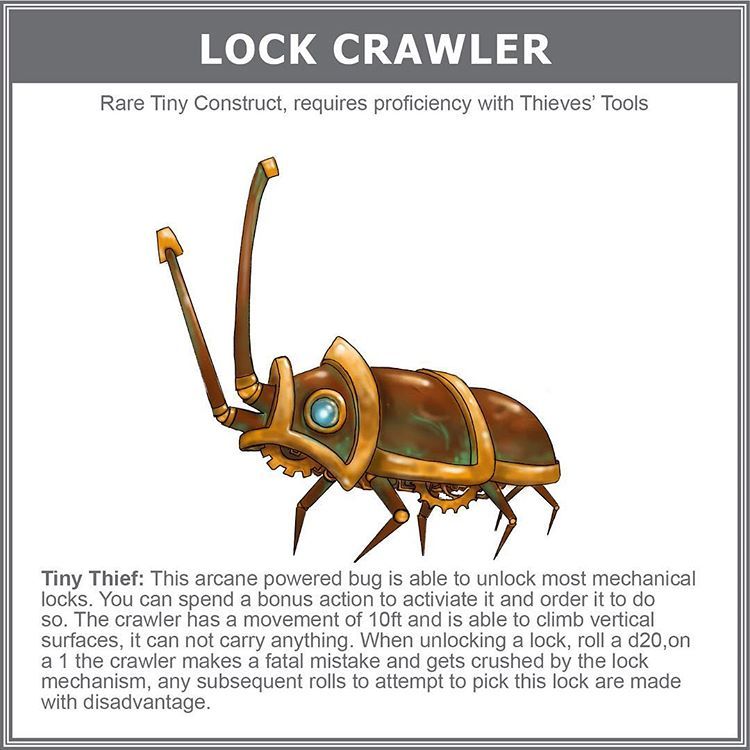 LOCK CRAWLER
Rare Tiny Construct, requires proficiency with Thieves’ Tools
Tiny Thief: This arcane powered bug is able to unlock most mechanical
locks. You can spend a bonus action to activiate it and order it to do
so. The crawler has a movement of 10ft and is able to climb vertical
surfaces, it can not carry anything. When unlocking a lock, roll a d20,on
a 1 the crawler makes a fatal mistake and gets crushed by the lock
mechanism, any subsequent rolls to attempt to pick this lock are made
with disadvantage.